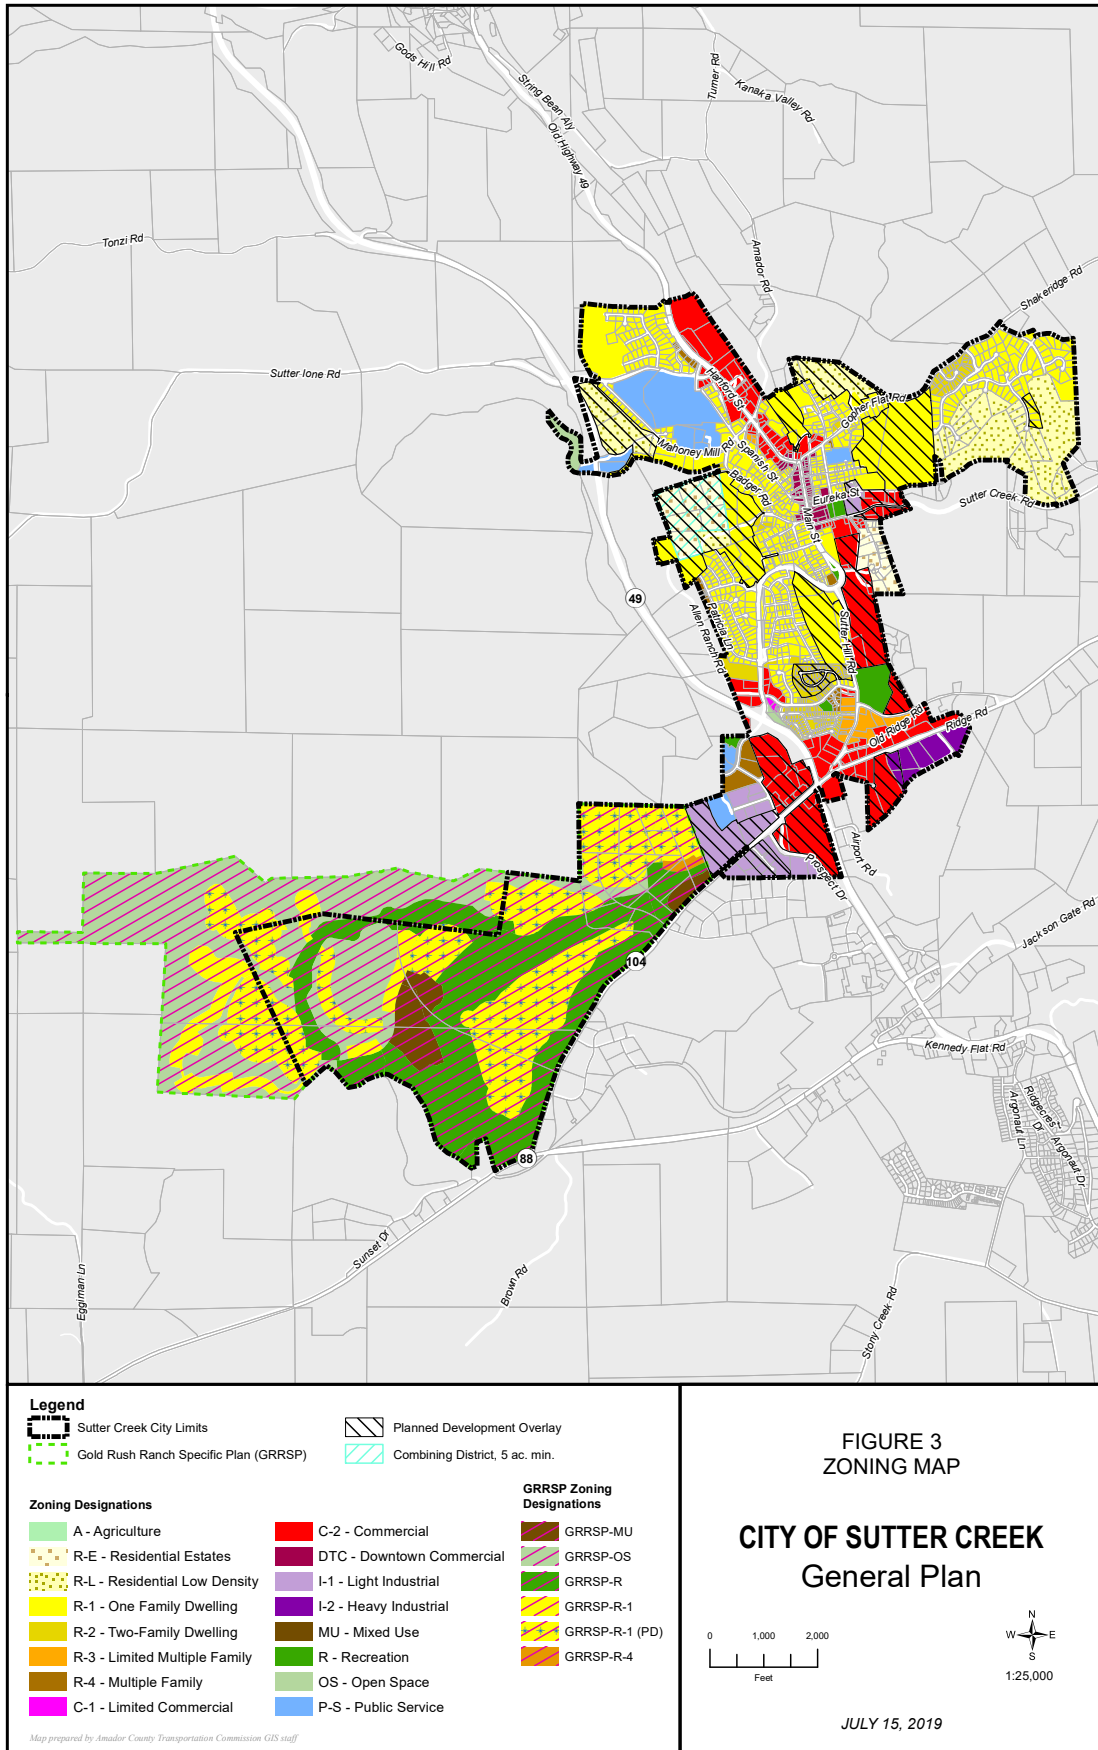 Gods Hill Rd
String Bean Aly
Old Highway 49
Turner Rd
Kanaka Valley Rd
Tonzi Rd
Amador Rd
Shakeridge Rd
Sutter Ione Rd
Hanford St
Gopher Flat Rd
Mahoney Mill Rd
Spanish St
Badger Rd
Eureka St
Main St
Sutter Creek Rd
49
Patricia Ln
Allen Ranch Rd
Sutter Hill Rd
Old Ridge Rd
Ridge Rd
Prospect Dr
Airport Rd
Jackson Gate Rd
104
Kennedy Flat Rd
Ridgecrest Dr
Argonaut Ln
Argonaut Dr
88
Sunset Dr
Brown Rd
Eggiman Ln
Stony Creek Rd
Legend
Sutter Creek City Limits
Gold Rush Ranch Specific Plan (GRRSP)
Planned Development Overlay
Combining District, 5 ac. min.
Zoning Designations
A - Agriculture
R-E - Residential Estates
R-L - Residential Low Density
R-1 - One Family Dwelling
R-2 - Two-Family Dwelling
R-3 - Limited Multiple Family
R-4 - Multiple Family
C-1 - Limited Commercial
C-2 - Commercial
DTC - Downtown Commercial
I-1 - Light Industrial
I-2 - Heavy Industrial
MU - Mixed Use
R - Recreation
OS - Open Space
P-S - Public Service
GRRSP Zoning
Designations
GRRSP-MU
GRRSP-OS
GRRSP-R
GRRSP-R-1
GRRSP-R-1 (PD)
GRRSP-R-4
Map prepared by Amador County Transportation Commission GIS staff
FIGURE 3
ZONING MAP
CITY OF SUTTER CREEK
General Plan
0 1,000 2,000
Feet
N
W E
S
1:25,000
JULY 15, 2019